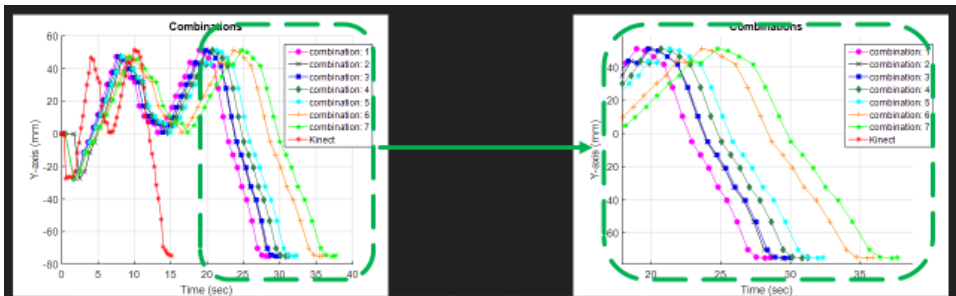 Combinations
60
40
20
0
-20
-40
-60
-80
Y-axis (mm)
0 5 10 15 20 25 30 35 40
Time (sec)
combination: 1
combination: 2
combination: 3
combination: 4
combination: 5
combination: 6
combination: 7
Kinect
Combinations
40
20
0
20
40
60
Y-axis (mm)
20 25 30 35
Time (sec)
combination: 1
combination: 2
combination: 3
combination: 4
combination: 5
combination: 6
combination: 7
Kinect